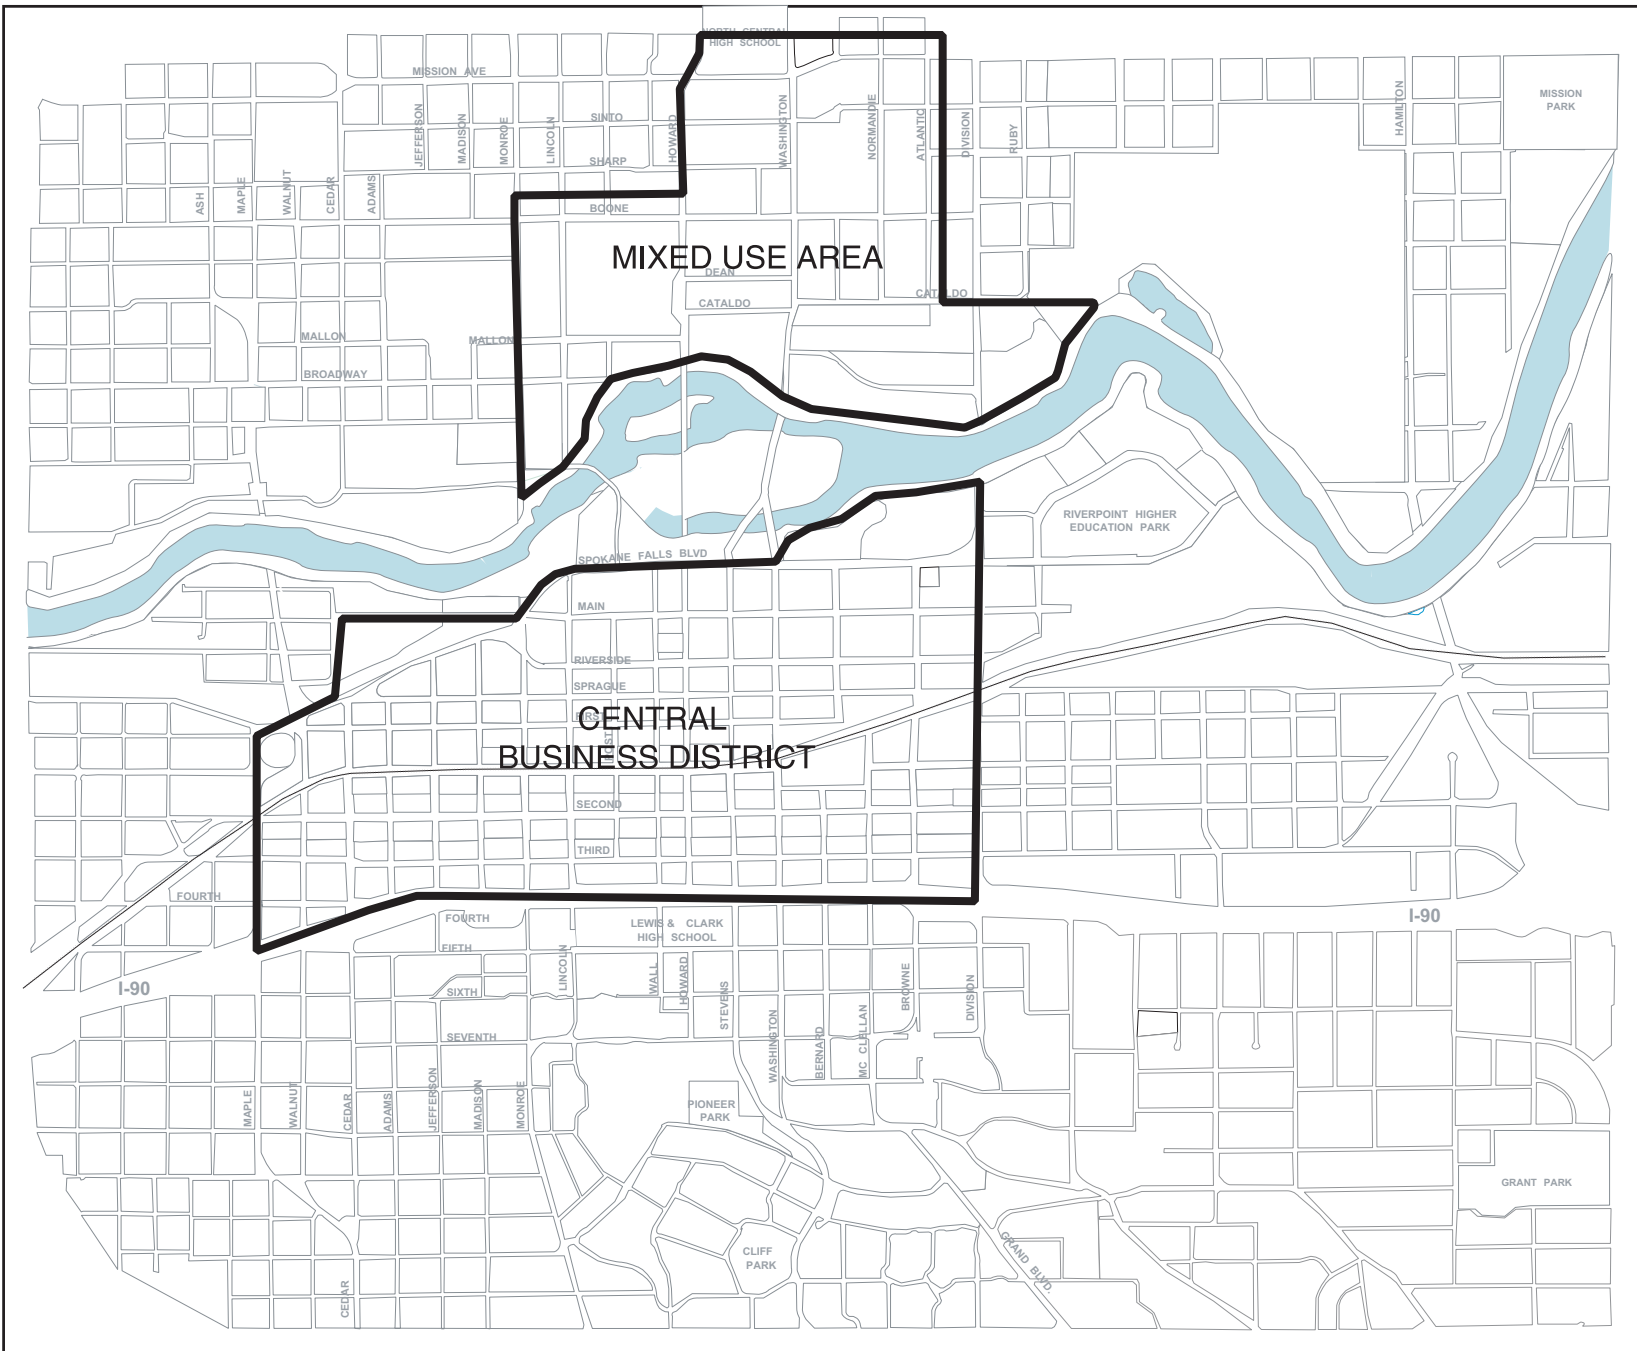 NORTH CENTRAL
HIGH SCHOOL
MISSION AVE
MISSION
PARK
HAMILTON
JEFFERSON
MADISON
MONROE
LINCOLN
SINTO
HOWARD
WASHINGTON
NORMANDIE
ATLANTIC
DIVISION
RUBY
SHARP
ASH
MAPLE
WALNUT
CEDAR
ADAMS
BOONE
MIXED USE AREA
DEAN
CATALDO
CATALDO
MALLON
MALLON
BROADWAY
RIVERPOINT HIGHER
EDUCATION PARK
SPOKANE FALLS BLVD
MAIN
RIVERSIDE
SPRAGUE
FIRST
POST
CENTRAL
BUSINESS DISTRICT
SECOND
THIRD
FOURTH
FOURTH
LEWIS & CLARK
HIGH SCHOOL
I-90
FIFTH
LINCOLN
WALL
HOWARD
STEVENS
BROWNE
DIVISION
I-90
SIXTH
SEVENTH
WASHINGTON
BERNARD
MC CLELLAN
MAPLE
WALNUT
CEDAR
ADAMS
JEFFERSON
MADISON
MONROE
PIONEER
PARK
GRANT PARK
CLIFF
PARK
GRAND BLVD.
CEDAR